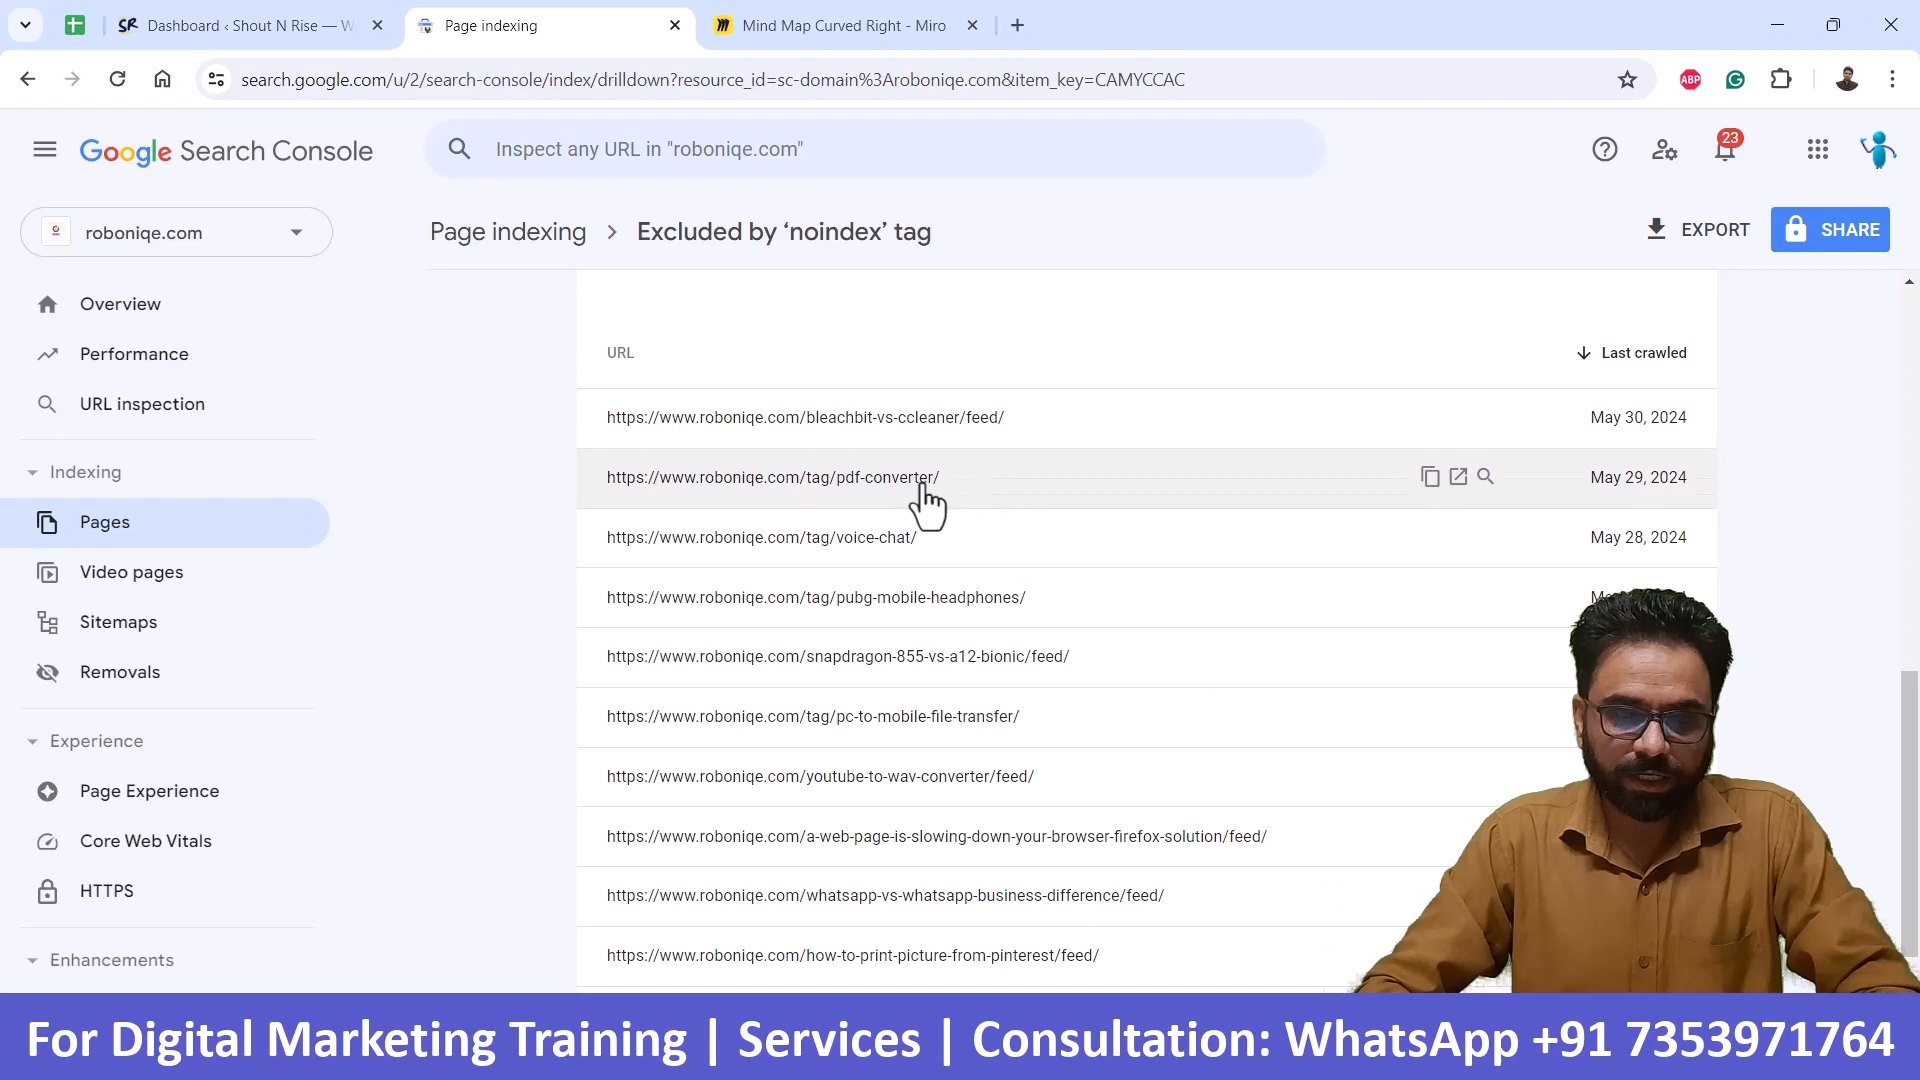 Dashboard ‹ Shout N Rise — W
Page indexing
Mind Map Curved Right - Miro
search.google.com/u/2/search-console/index/drilldown?resource_id=sc-domain%3Aroboniqe.com&item_key=CAMYCCAC
ABP
Google Search Console
Inspect any URL in "roboniqe.com"
23
roboniqe.com
Page indexing > Excluded by ‘noindex’ tag
EXPORT
SHARE
Overview
Performance
URL inspection
Indexing
Pages
Video pages
Sitemaps
Removals
Experience
Page Experience
Core Web Vitals
HTTPS
Enhancements
URL
Last crawled
https://www.roboniqe.com/bleachbit-vs-ccleaner/feed/
May 30, 2024
https://www.roboniqe.com/tag/pdf-converter/
May 29, 2024
https://www.roboniqe.com/tag/voice-chat/
May 28, 2024
https://www.roboniqe.com/tag/pubg-mobile-headphones/
https://www.roboniqe.com/snapdragon-855-vs-a12-bionic/feed/
https://www.roboniqe.com/tag/pc-to-mobile-file-transfer/
https://www.roboniqe.com/youtube-to-wav-converter/feed/
https://www.roboniqe.com/a-web-page-is-slowing-down-your-browser-firefox-solution/feed/
https://www.roboniqe.com/whatsapp-vs-whatsapp-business-difference/feed/
https://www.roboniqe.com/how-to-print-picture-from-pinterest/feed/
For Digital Marketing Training | Services | Consultation: WhatsApp +91 7353971764